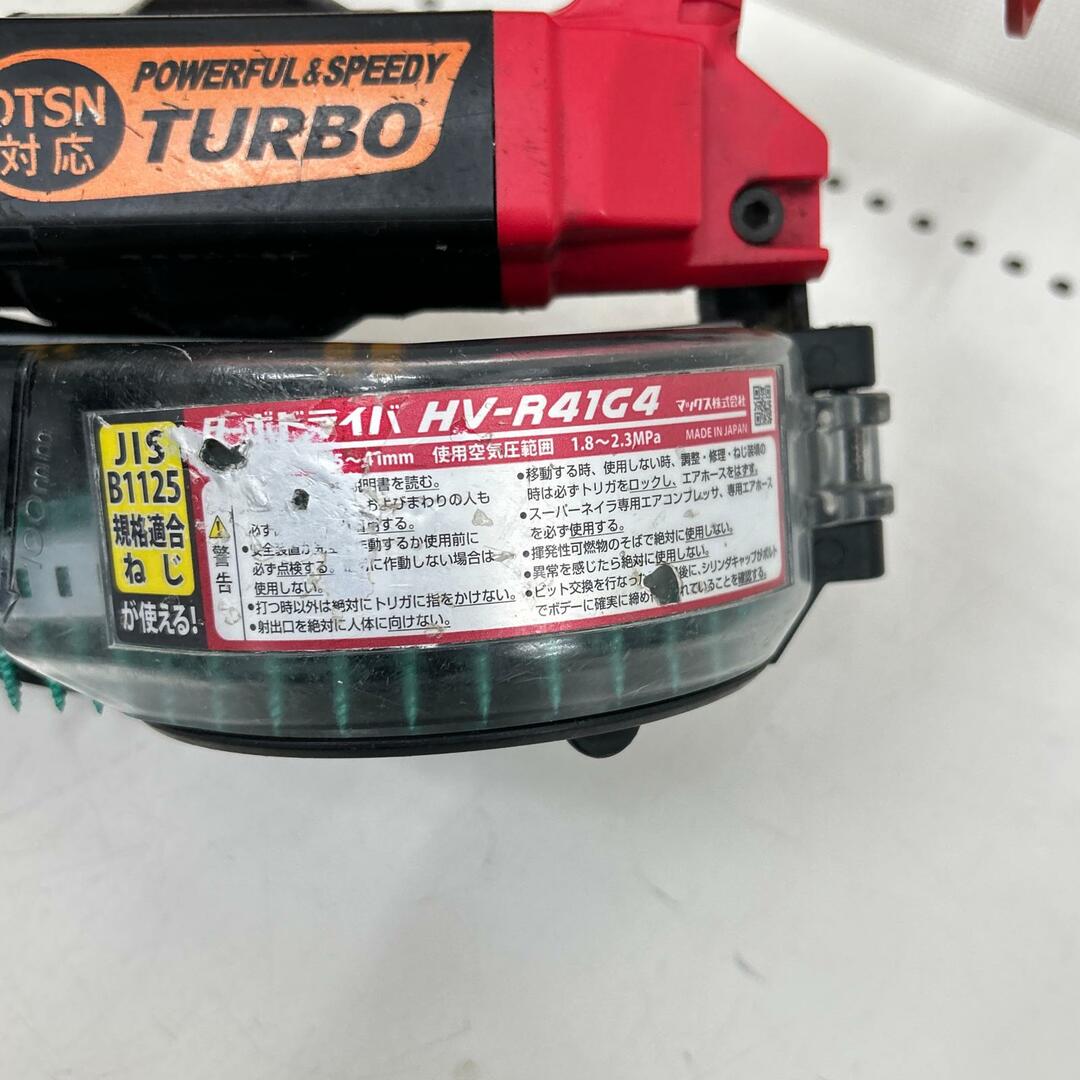 POWERFUL&SPEEDY
TURBO
DTSN
対応
ボドライバ HV-R41G4 マックス株式会社
5～41mm 使用空気圧範囲 1.8～2.3MPa MADE IN JAPAN
JIS
B1125
規格適合
ねじ
が使える!
警告
説明書を読む。
およびまわりの人も
必ず
する。
動するか使用前に
必ず点検する。
に作動しない場合は
使用しない。
•打つ時以外は絶対にトリガに指をかけない。
•射出口を絶対に人体に向けない。
•移動する時、使用しない時、調整・修理・ねじ装填の
時は必ずトリガをロックし、エアホースをはずす。
•スーパーネイラ専用エアコンプレッサ、専用エアホース
を必ず使用する。
•揮発性可燃物のそばで絶対に使用しない。
•異常を感じたら絶対に使用しない。
•ビット交換を行なった
後に、シリンダキャップがボルト
でボデーに確実に締め
れていることを確認する。
100mm